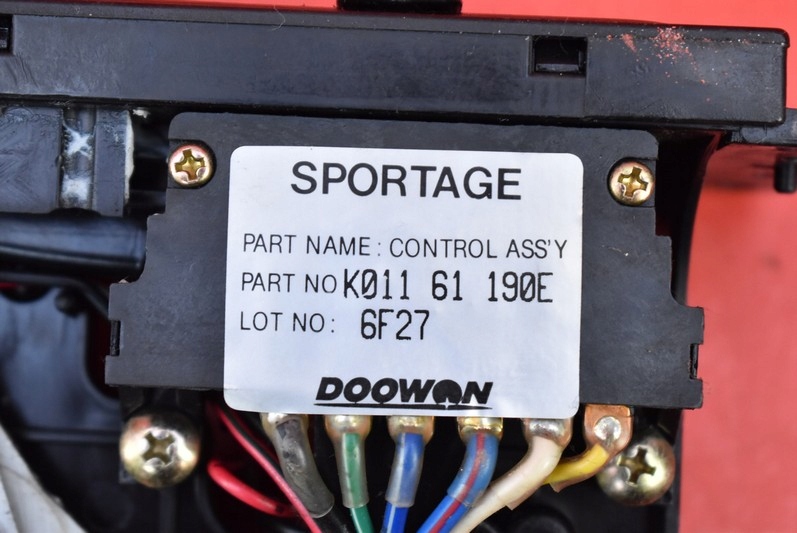 SPORTAGE
PART NAME: CONTROL ASS'Y
PART NO K011 61 190E
LOT NO: 6F27
DOOWON